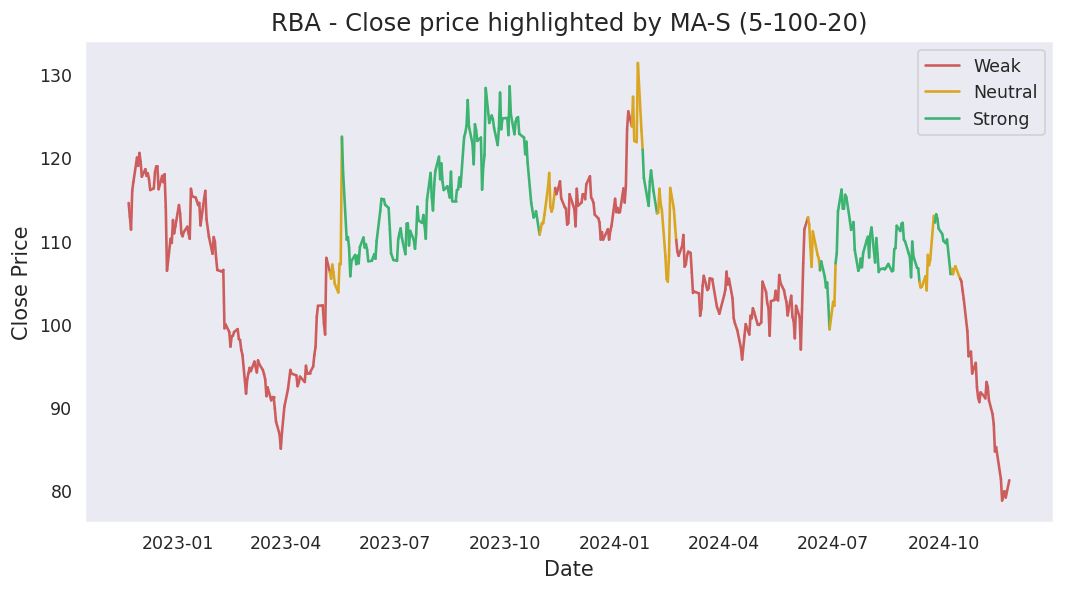 RBA - Close price highlighted by MA-S (5-100-20)
Weak
Neutral
Strong
Close Price
130
120
110
100
90
80
2023-01
2023-04
2023-07
2023-10
2024-01
2024-04
2024-07
2024-10
Date